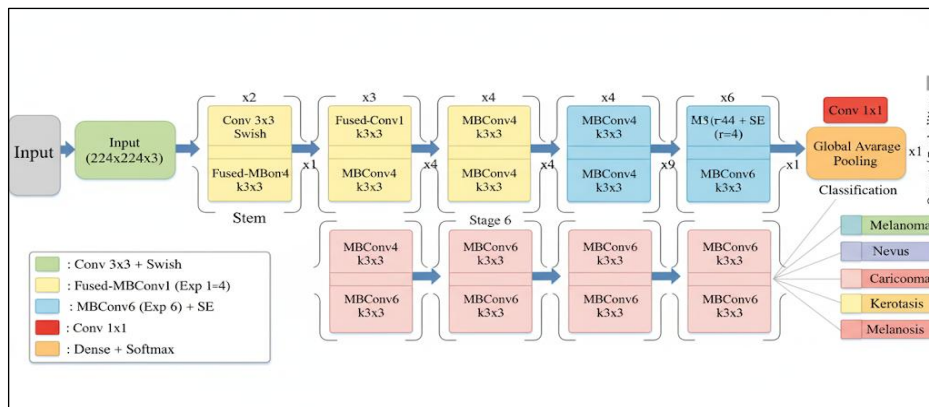 x2
x3
x4
x4
x6
Input
Input
(224x224x3)
Conv 3x3
Swish
Fused-MBon4
k3x3
x1
Stem
Fused-Conv1
k3x3
MBConv4
k3x3
x4
MBConv4
k3x3
MBConv4
k3x3
x4
MBConv4
k3x3
MBConv4
k3x3
x9
(r-44 + SE
(r=4)
MBConv6
k3x3
x1
Conv 1x1
Global Avarage
Pooling
x1
Classification
Stage 6
MBConv4
k3x3
MBConv6
k3x3
MBConv6
k3x3
MBConv6
k3x3
MBConv6
k3x3
MBConv6
k3x3
MBConv6
k3x3
MBConv6
k3x3
Melanoma
Nevus
Caricooma
Kerotasis
Melanosis
: Conv 3x3 + Swish
: Fused-MBConv1 (Exp 1=4)
: MBConv6 (Exp 6) + SE
: Conv 1x1
: Dense + Softmax